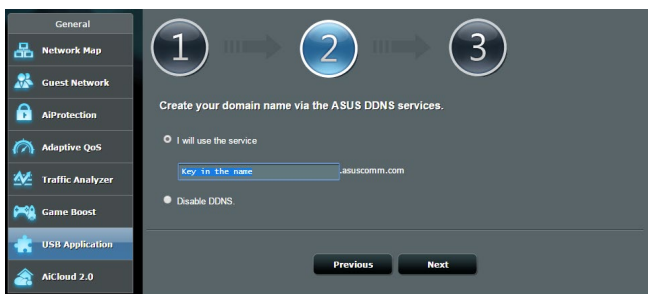 General
Network Map
Guest Network
AiProtection
Adaptive QoS
Traffic Analyzer
Game Boost
USB Application
AiCloud 2.0
1 2 3
Create your domain name via the ASUS DDNS services.
I will use the service
Key in the name .asuscomm.com
Disable DDNS.
Previous Next